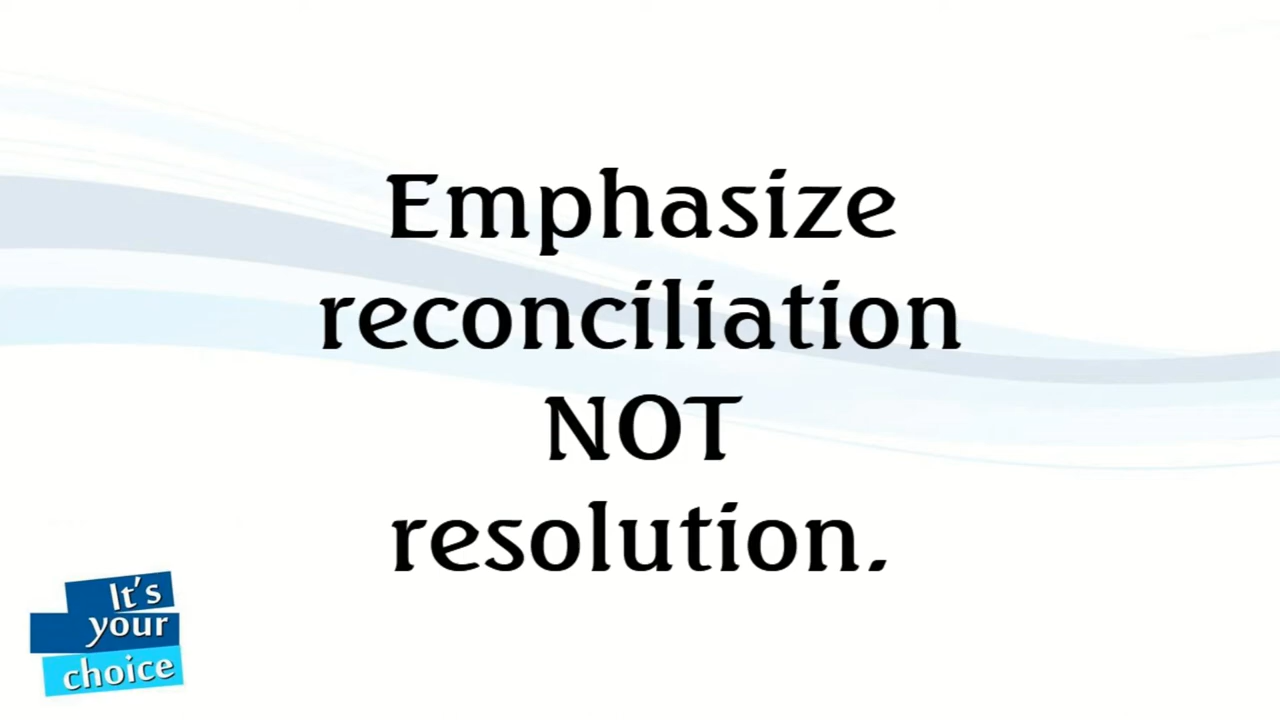 Emphasize
reconciliation
NOT
resolution.
It's
your
choice